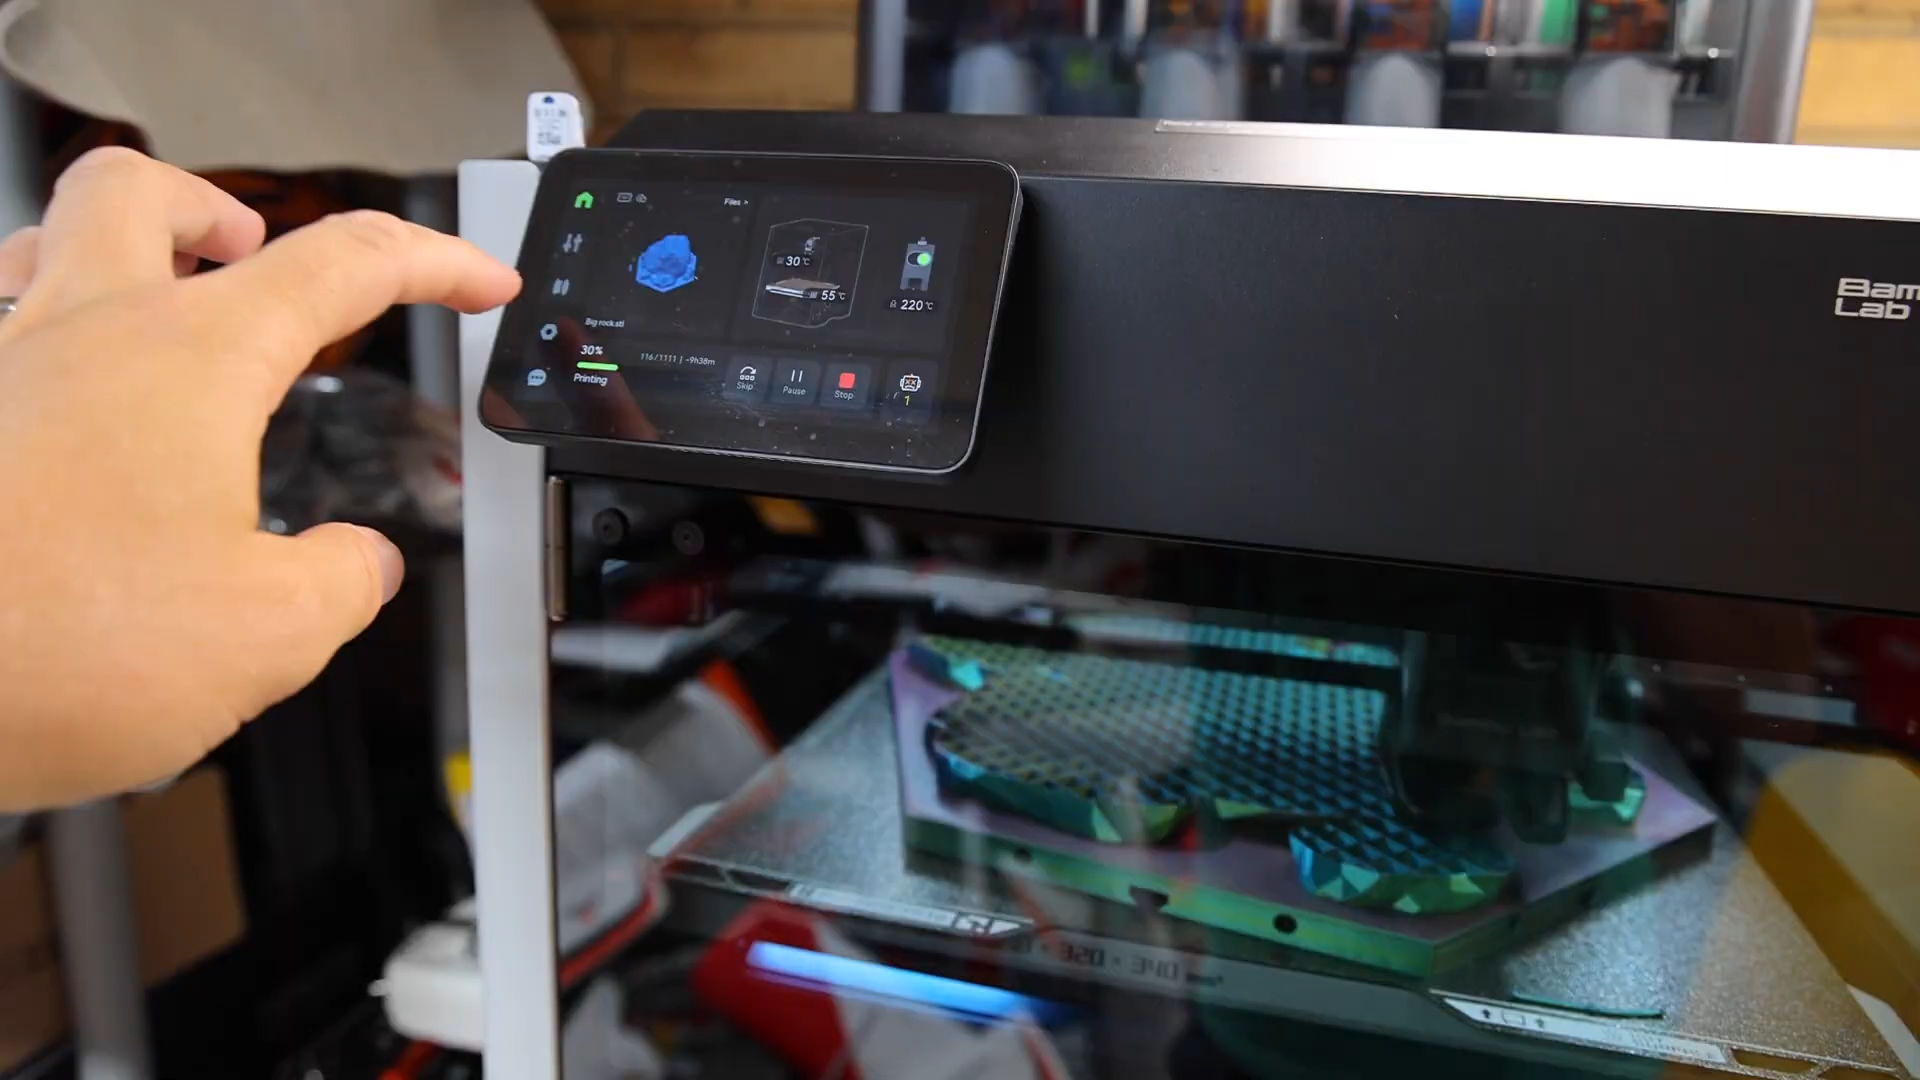 Files >
30°C
55°C
220°C
Big rock.stl
30%
116/1111 | -9h38m
Printing
Skip
Pause
Stop
1
Bam
Lab